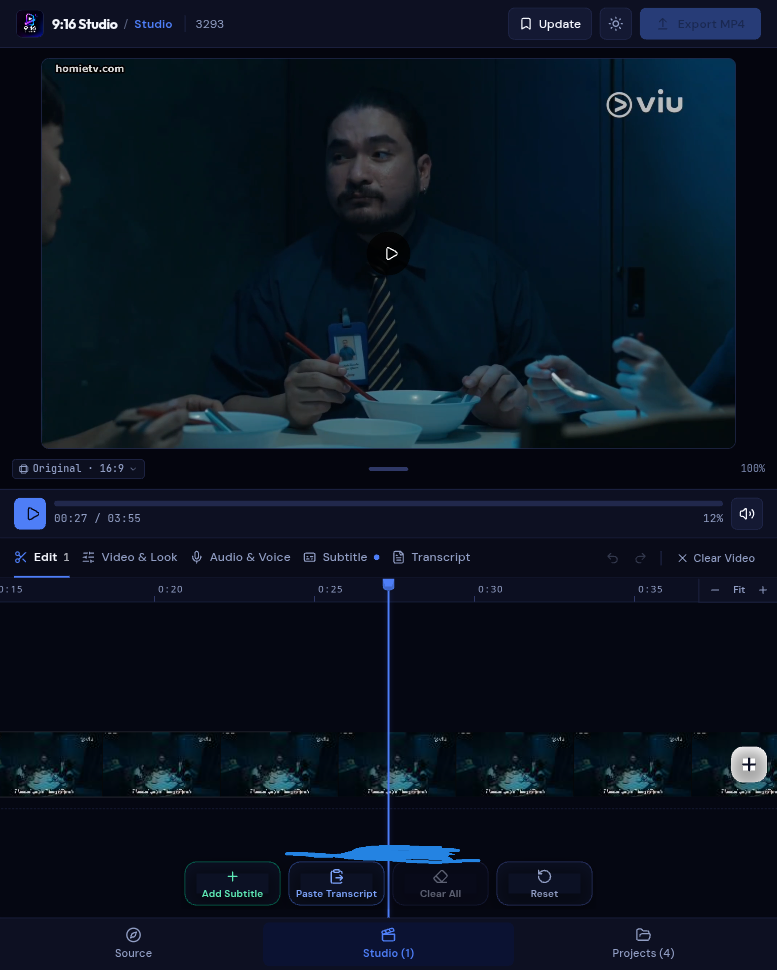 9:16 Studio / Studio 3293
Update
Export MP4
homietv.com
viu
Original · 16:9
100%
00:27 / 03:55
12%
Edit 1
Video & Look
Audio & Voice
Subtitle
Transcript
Clear Video
0:15
0:20
0:25
0:30
0:35
Fit
Add Subtitle
Paste Transcript
Clear All
Reset
Source
Studio (1)
Projects (4)